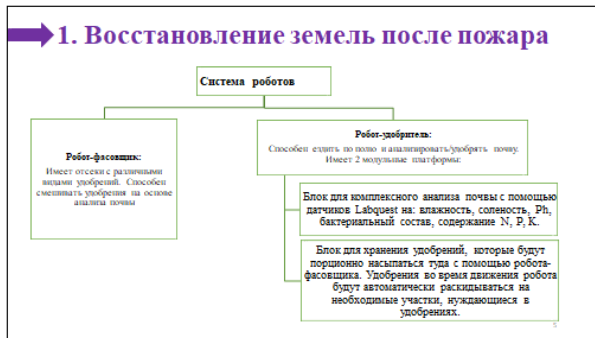 1. Восстановление земель после пожара
Система роботов
Робот-фасовщик:
Имеет отсеки с различными
видами удобрений. Способен
смешивать удобрения на основе
анализа почвы
Робот-удобритель:
Способен ездить по полю и анализировать/удобрять почву.
Имеет 2 модульные платформы:
Блок для комплексного анализа почвы с помощью
датчиков Labquest на: влажность, соленость, Ph,
бактериальный состав, содержание N, P, K.
Блок для хранения удобрений, которые будут
порционно насыпаться туда с помощью робота-
фасовщика. Удобрения во время движения робота
будут автоматически раскидываться на
необходимые участки, нуждающиеся в
удобрениях.
5